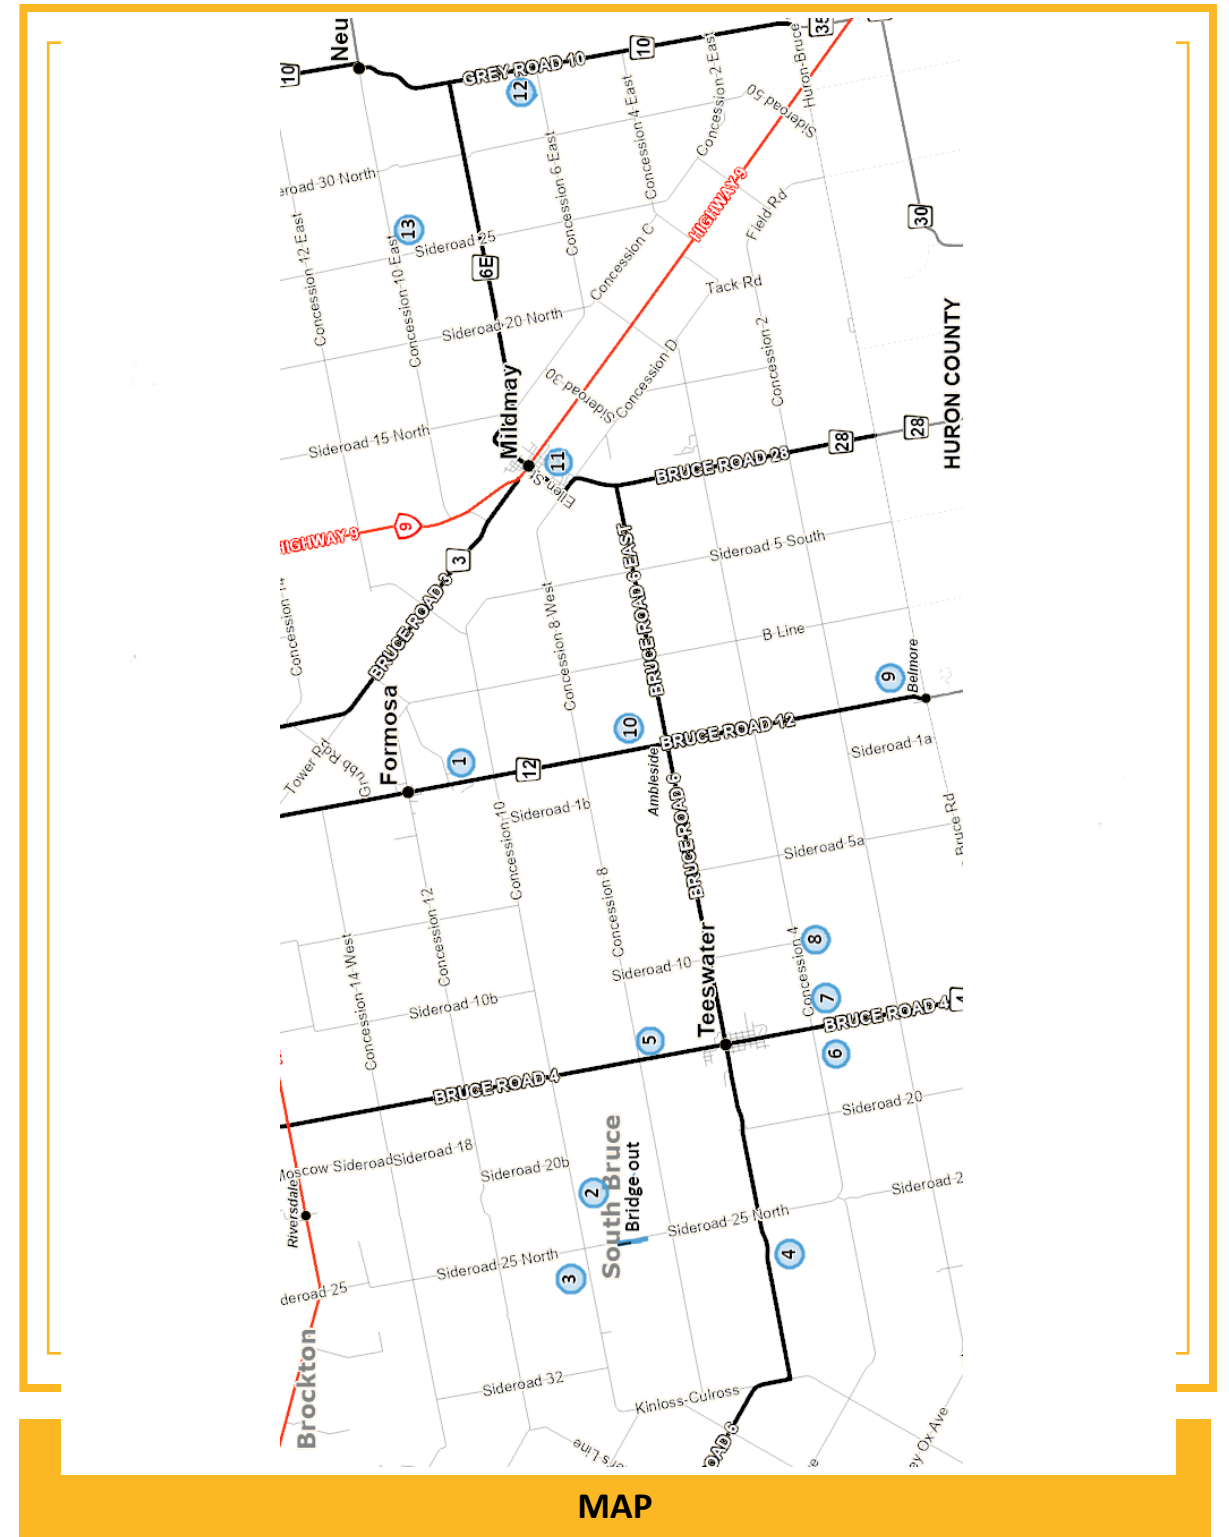 Neu
10
GREY ROAD 10
10
35
12
Huron-Bruce
Concession 2 East
Concession 4 East
Concession 6 East
Sideroad 50
HIGHWAY 9
Sideroad 25
13
Concession 10 East
Concession 12 East
6E
Concession C
Field Rd
Tack Rd
30
Sideroad 20 North
Concession 2
Concession D
Sideroad 30
HURON COUNTY
Mildmay
Sideroad 15 North
11
Ellen St
BRUCE ROAD 28
28
28
HIGHWAY 9
9
3
BRUCE ROAD 3
Sideroad 5 South
BRUCE ROAD 6 EAST
Concession 8 West
B Line
9
Belmore
Formosa
Tower Rd
Grubb Rd
1
12
10
BRUCE ROAD 12
Ambleside
Sideroad 1a
Sideroad 1b
Concession 10
BRUCE ROAD 6
Sideroad 5a
Bruce Rd
Concession 8
Concession 12
Concession 14 West
Sideroad 10
Sideroad 10b
Teeswater
Concession 4
8
7
BRUCE ROAD 4
5
6
BRUCE ROAD 4
Sideroad 20
Moscow Sideroad
Sideroad 18
Riversdale
Sideroad 20b
2
South Bruce
Bridge out
Sideroad 25 North
Sideroad 25 North
3
4
Sideroad 32
Kinloss-Culross
Brockton
MAP